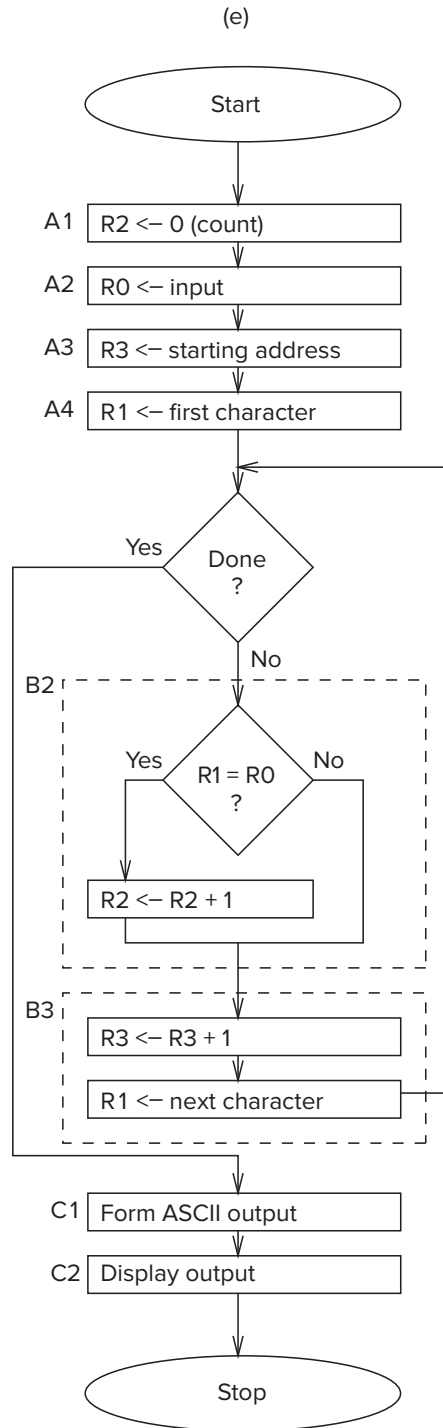 (e)
Start
A1 R2 <− 0 (count)
A2 R0 <− input
A3 R3 <− starting address
A4 R1 <− first character
Yes
Done
?
No
B2
Yes
R1 = R0
?
No
R2 <− R2 + 1
B3
R3 <− R3 + 1
R1 <− next character
C1 Form ASCII output
C2 Display output
Stop